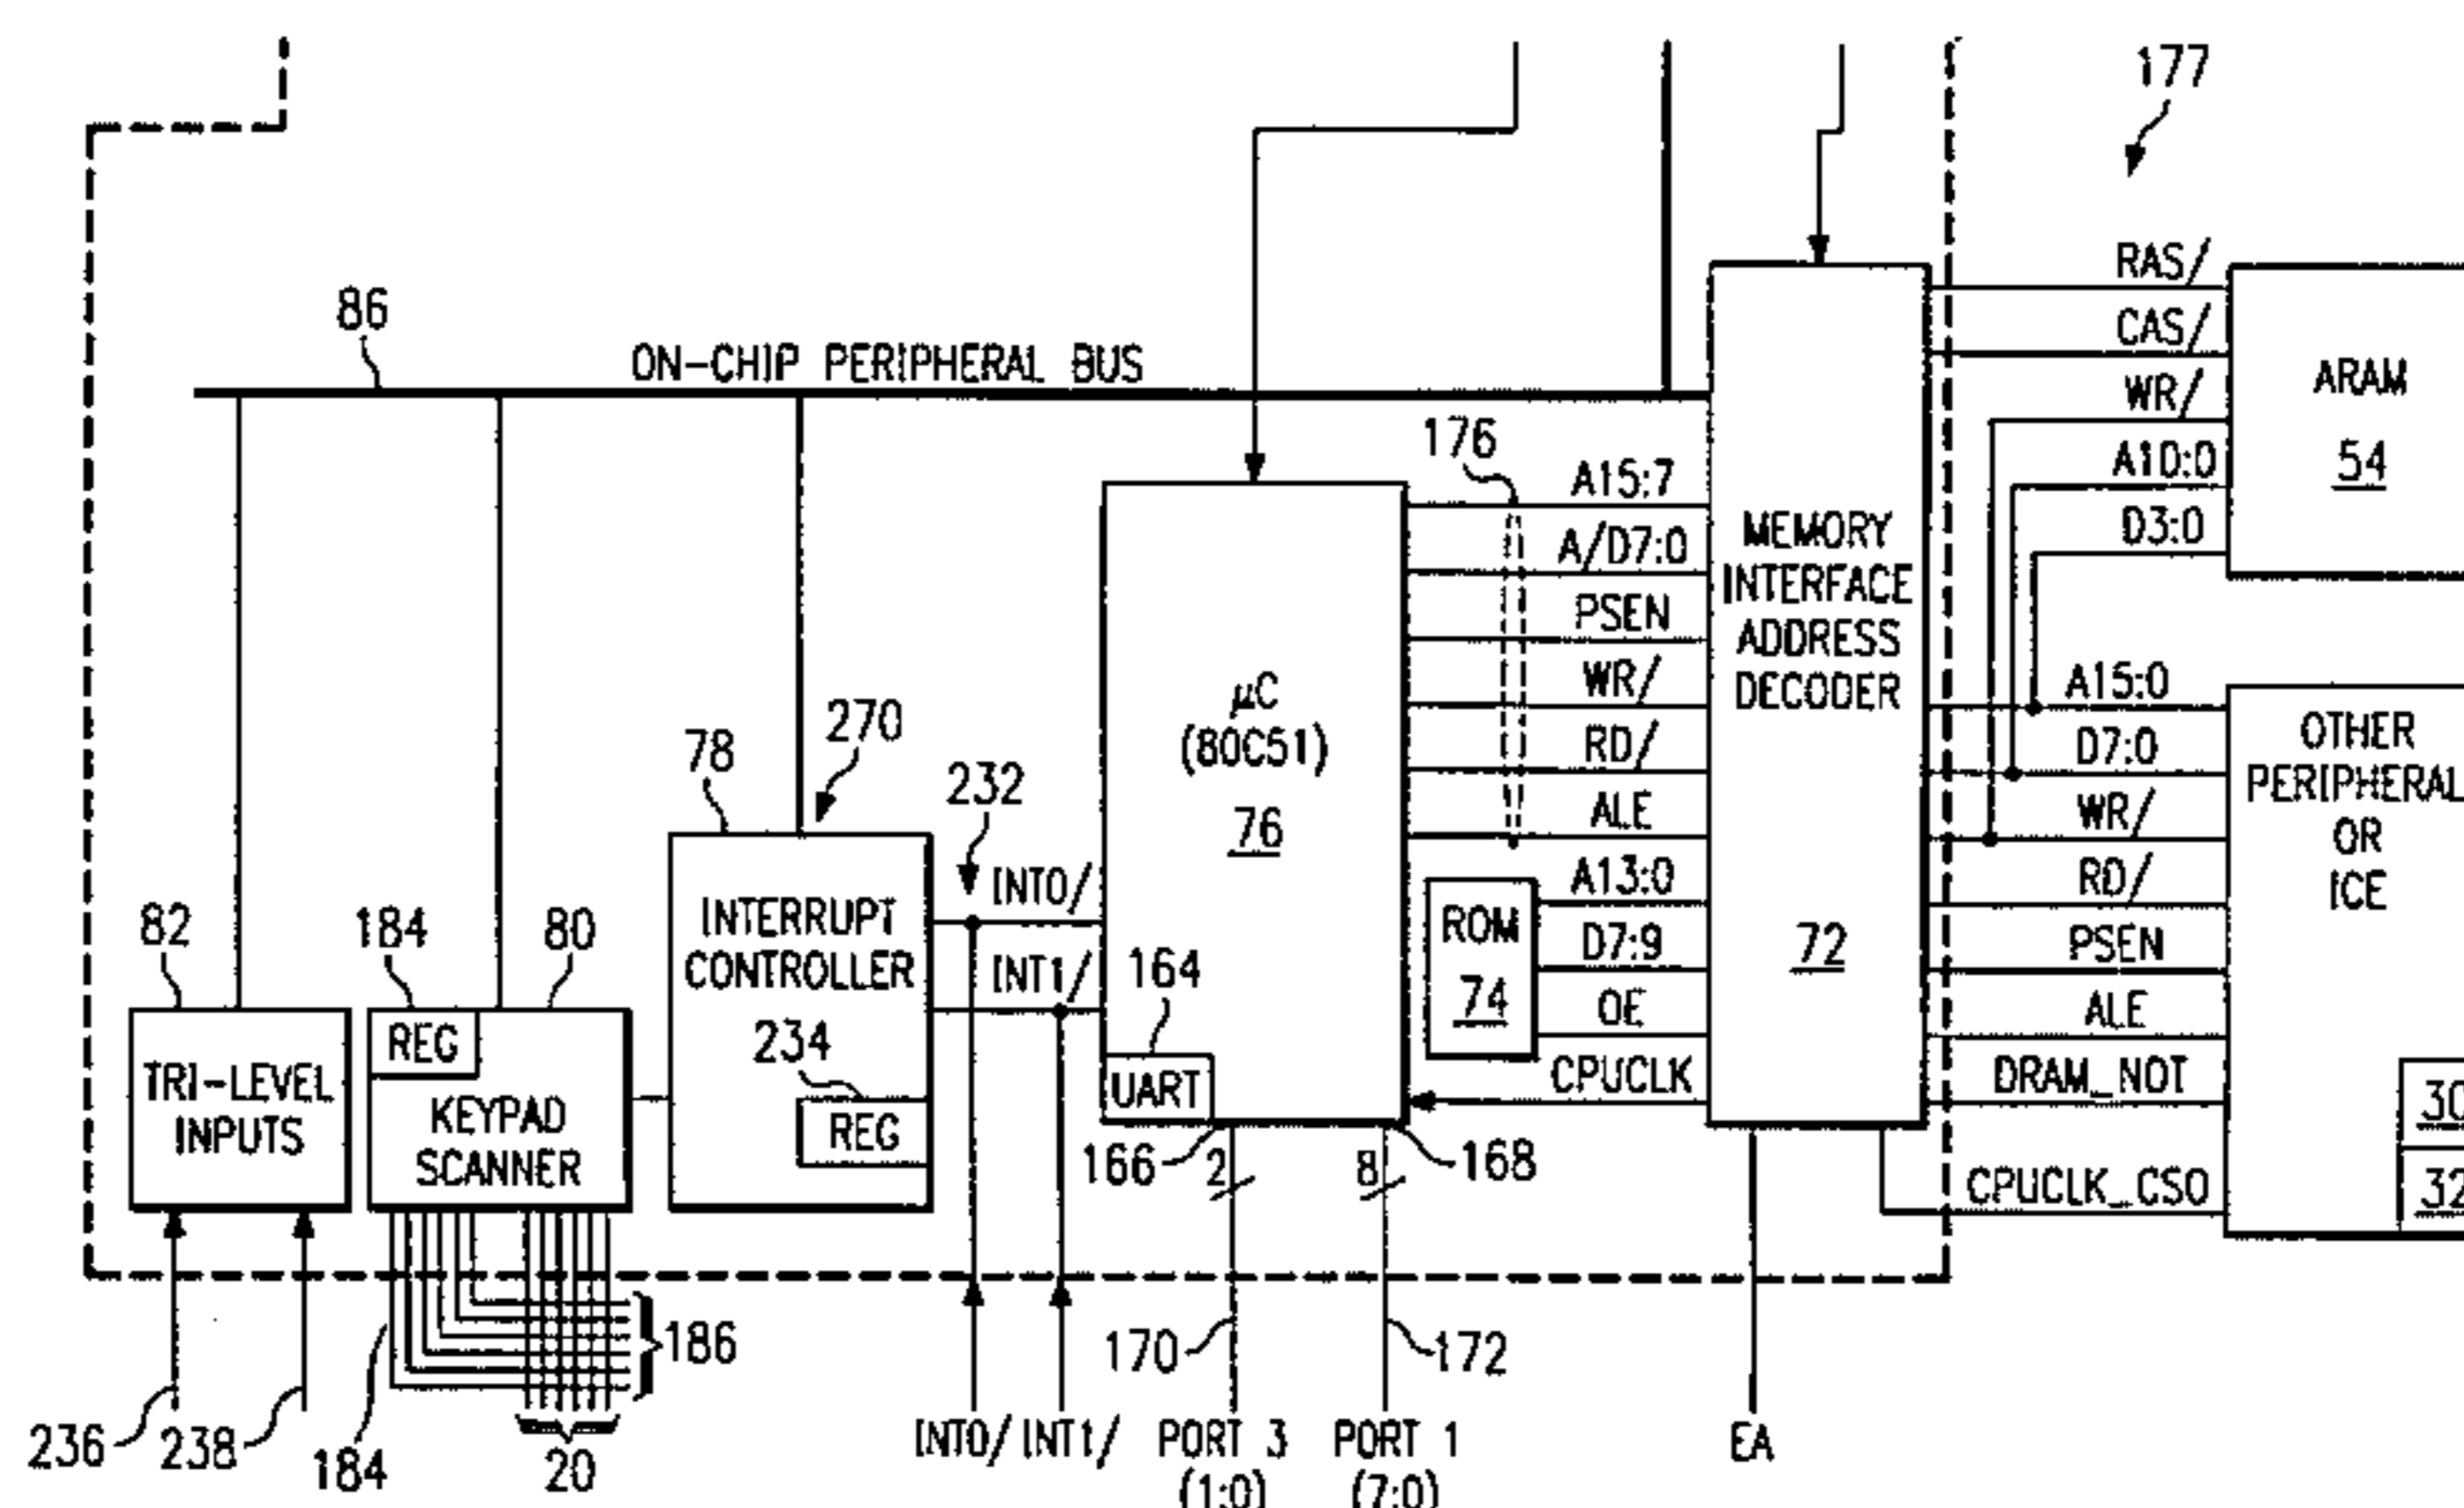 177
RAS/
CAS/
WR/
A10:0
D3:0
ARAM
54
86
ON-CHIP PERIPHERAL BUS
176
A15:7
A/D7:0
PSEN
WR/
RD/
ALE
A13:0
D7:9
OE
CPUCLK
MEMORY
INTERFACE
ADDRESS
DECODER
72
µC
(80C51)
76
164
UART
166
168
ROM
74
270
78
232
INT0/
INT1/
INTERRUPT
CONTROLLER
234
REG
82
184
80
REG
TRI-LEVEL
INPUTS
KEYPAD
SCANNER
A15:0
D7:0
WR/
RD/
PSEN
ALE
DRAM_NOT
CPUCLK_CSO
OTHER
PERIPHERAL
OR
ICE
30
32
2
8
186
170
172
236
238
184
20
INT0/
INT1/
PORT 3
(1:0)
PORT 1
(7:0)
EA